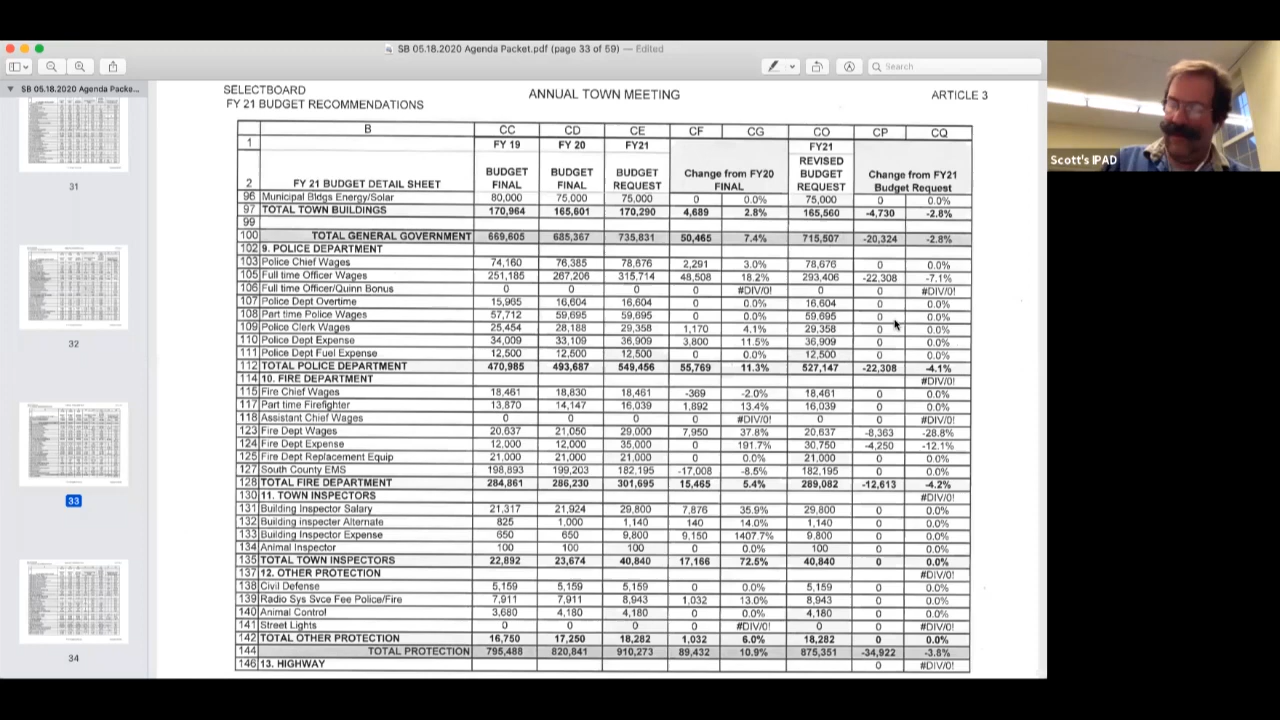 SB 05.18.2020 Agenda Packet.pdf (page 33 of 59) — Edited
Search
SB 05.18.2020 Agenda Packe...
31
32
33
34
SELECTBOARD ANNUAL TOWN MEETING ARTICLE 3
FY 21 BUDGET RECOMMENDATIONS
B CC CD CE CF CG CO CP CQ
1 FY 19 FY 20 FY21 FY21
2 FY 21 BUDGET DETAIL SHEET BUDGET FINAL BUDGET FINAL BUDGET REQUEST Change from FY20 FINAL REVISED BUDGET REQUEST Change from FY21 Budget Request
96 Municipal Bldgs Energy/Solar 80,000 75,000 75,000 0 0.0% 75,000 0 0.0%
97 TOTAL TOWN BUILDINGS 170,964 165,601 170,290 4,689 2.8% 165,560 -4,730 -2.8%
99
100 TOTAL GENERAL GOVERNMENT 669,605 685,367 735,831 50,465 7.4% 715,507 -20,324 -2.8%
102 9. POLICE DEPARTMENT
103 Police Chief Wages 74,160 76,385 78,676 2,291 3.0% 78,676 0 0.0%
105 Full time Officer Wages 251,185 267,206 315,714 48,508 18.2% 293,406 -22,308 -7.1%
106 Full time Officer/Quinn Bonus 0 0 0 0 #DIV/0! 0 0 #DIV/0!
107 Police Dept Overtime 15,965 16,604 16,604 0 0.0% 16,604 0 0.0%
108 Part time Police Wages 57,712 59,695 59,695 0 0.0% 59,695 0 0.0%
109 Police Clerk Wages 25,454 28,188 29,358 1,170 4.1% 29,358 0 0.0%
110 Police Dept Expense 34,009 33,109 36,909 3,800 11.5% 36,909 0 0.0%
111 Police Dept Fuel Expense 12,500 12,500 12,500 0 0.0% 12,500 0 0.0%
112 TOTAL POLICE DEPARTMENT 470,985 493,687 549,456 55,769 11.3% 527,147 -22,308 -4.1%
114 10. FIRE DEPARTMENT #DIV/0!
115 Fire Chief Wages 18,461 18,830 18,461 -369 -2.0% 18,461 0 0.0%
117 Part time Firefighter 13,870 14,147 16,039 1,892 13.4% 16,039 0 0.0%
118 Assistant Chief Wages 0 0 0 0 #DIV/0! 0 0 #DIV/0!
123 Fire Dept Wages 20,637 21,050 29,000 7,950 37.8% 20,637 -8,363 -28.8%
124 Fire Dept Expense 12,000 12,000 35,000 0 191.7% 30,750 -4,250 -12.1%
125 Fire Dept Replacement Equip 21,000 21,000 21,000 0 0.0% 21,000 0 0.0%
127 South County EMS 198,893 199,203 182,195 -17,008 -8.5% 182,195 0 0.0%
128 TOTAL FIRE DEPARTMENT 284,861 286,230 301,695 15,465 5.4% 289,082 -12,613 -4.2%
130 11. TOWN INSPECTORS #DIV/0!
131 Building Inspector Salary 21,317 21,924 29,800 7,876 35.9% 29,800 0 0.0%
132 Building inspecter Alternate 825 1,000 1,140 140 14.0% 1,140 0 0.0%
133 Building Inspector Expense 650 650 9,800 9,150 1407.7% 9,800 0 0.0%
134 Animal Inspector 100 100 100 0 0.0% 100 0 0.0%
135 TOTAL TOWN INSPECTORS 22,892 23,674 40,840 17,166 72.5% 40,840 0 0.0%
137 12. OTHER PROTECTION #DIV/0!
138 Civil Defense 5,159 5,159 5,159 0 0.0% 5,159 0 0.0%
139 Radio Sys Svce Fee Police/Fire 7,911 7,911 8,943 1,032 13.0% 8,943 0 0.0%
140 Animal Control 3,680 4,180 4,180 0 0.0% 4,180 0 0.0%
141 Street Lights 0 0 0 0 #DIV/0! 0 0 #DIV/0!
142 TOTAL OTHER PROTECTION 16,750 17,250 18,282 1,032 6.0% 18,282 0 0.0%
144 TOTAL PROTECTION 795,488 820,841 910,273 89,432 10.9% 875,351 -34,922 -3.8%
146 13. HIGHWAY 0 #DIV/0!
Scott's IPAD